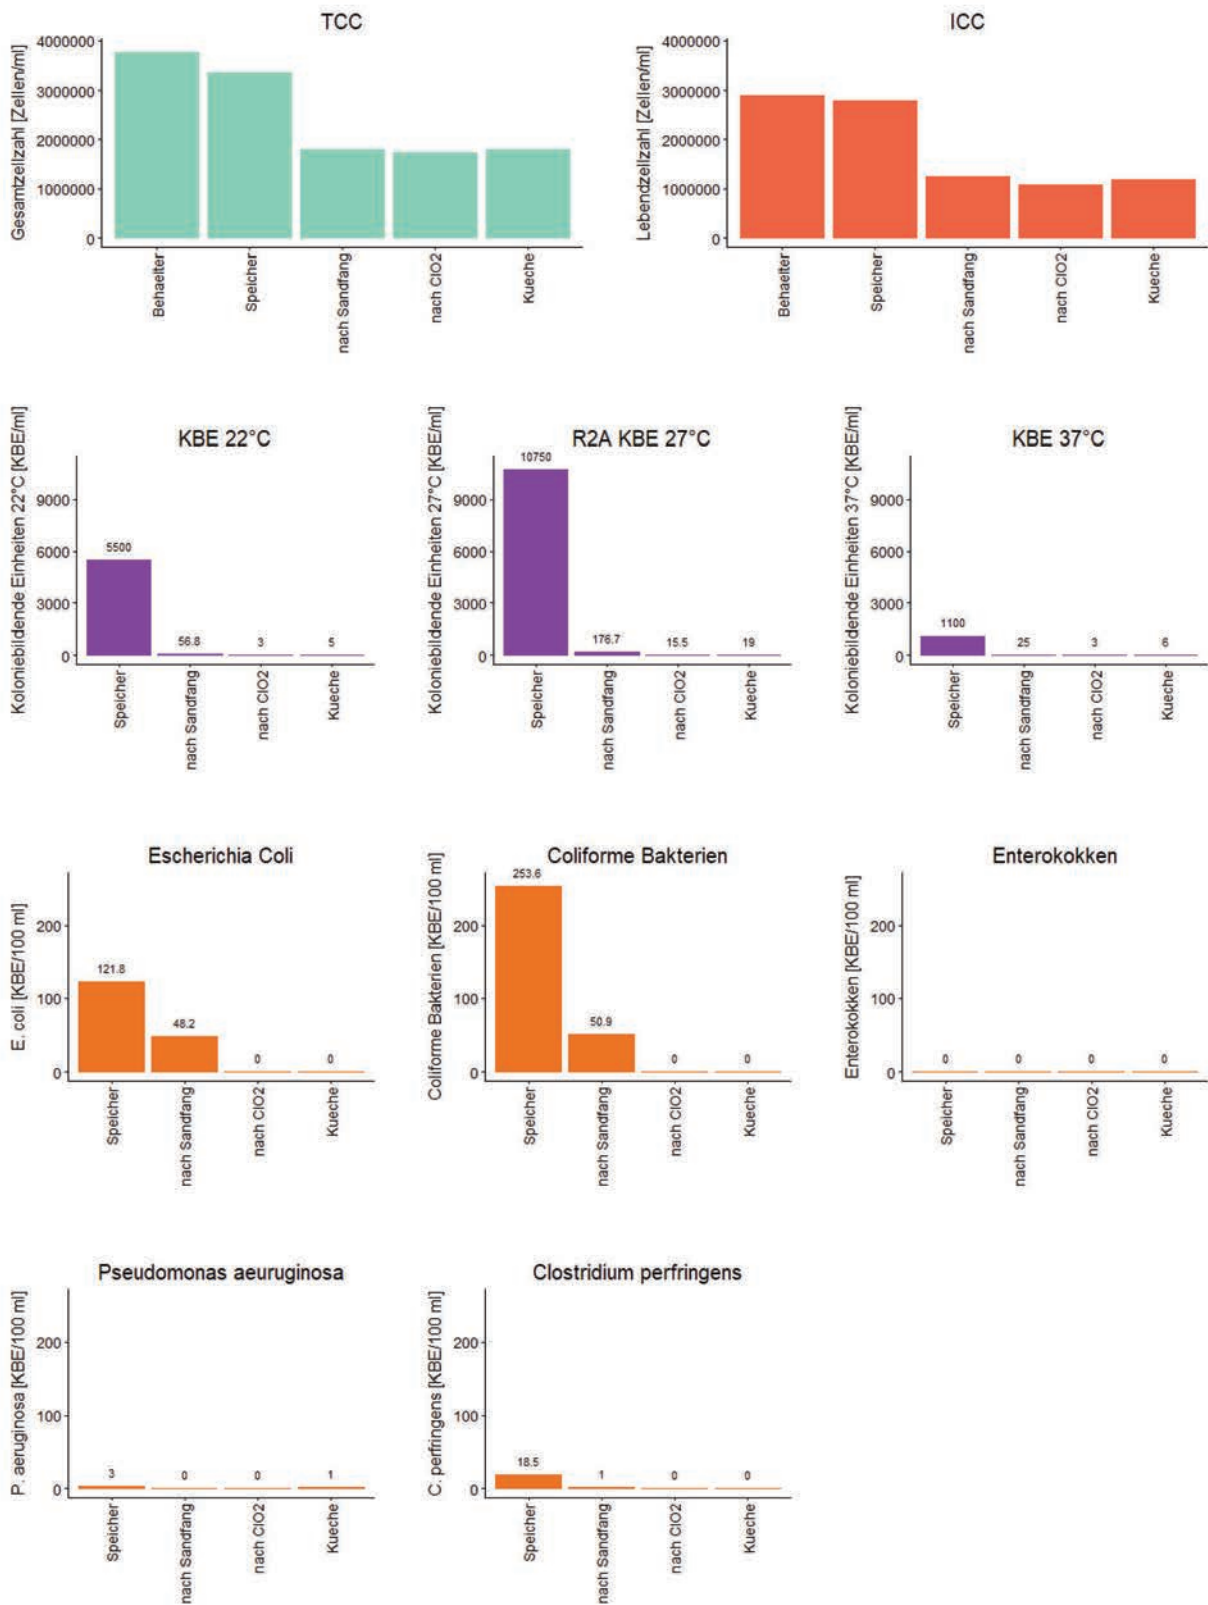 TCC
Gesamtzellzahl [Zellen/ml]
4000000
3000000
2000000
1000000
0
Behaelter
Speicher
nach Sandfang
nach ClO2
Kueche
ICC
Lebendzellzahl [Zellen/ml]
4000000
3000000
2000000
1000000
0
Behaelter
Speicher
nach Sandfang
nach ClO2
Kueche
KBE 22°C
Koloniebildende Einheiten 22°C [KBE/ml]
9000
6000
3000
0
5500
56.8
3
5
Speicher
nach Sandfang
nach ClO2
Kueche
R2A KBE 27°C
Koloniebildende Einheiten 27°C [KBE/ml]
9000
6000
3000
0
10750
176.7
15.5
19
Speicher
nach Sandfang
nach ClO2
Kueche
KBE 37°C
Koloniebildende Einheiten 37°C [KBE/ml]
9000
6000
3000
0
1100
25
3
6
Speicher
nach Sandfang
nach ClO2
Kueche
Escherichia Coli
E. coli [KBE/100 ml]
200
100
0
121.8
48.2
0
0
Speicher
nach Sandfang
nach ClO2
Kueche
Coliforme Bakterien
Coliforme Bakterien [KBE/100 ml]
200
100
0
253.6
50.9
0
0
Speicher
nach Sandfang
nach ClO2
Kueche
Enterokokken
Enterokokken [KBE/100 ml]
200
100
0
0
0
0
0
Speicher
nach Sandfang
nach ClO2
Kueche
Pseudomonas aeuruginosa
P. aeruginosa [KBE/100 ml]
200
100
0
3
0
0
1
Speicher
nach Sandfang
nach ClO2
Kueche
Clostridium perfringens
C. perfringens [KBE/100 ml]
200
100
0
18.5
1
0
0
Speicher
nach Sandfang
nach ClO2
Kueche